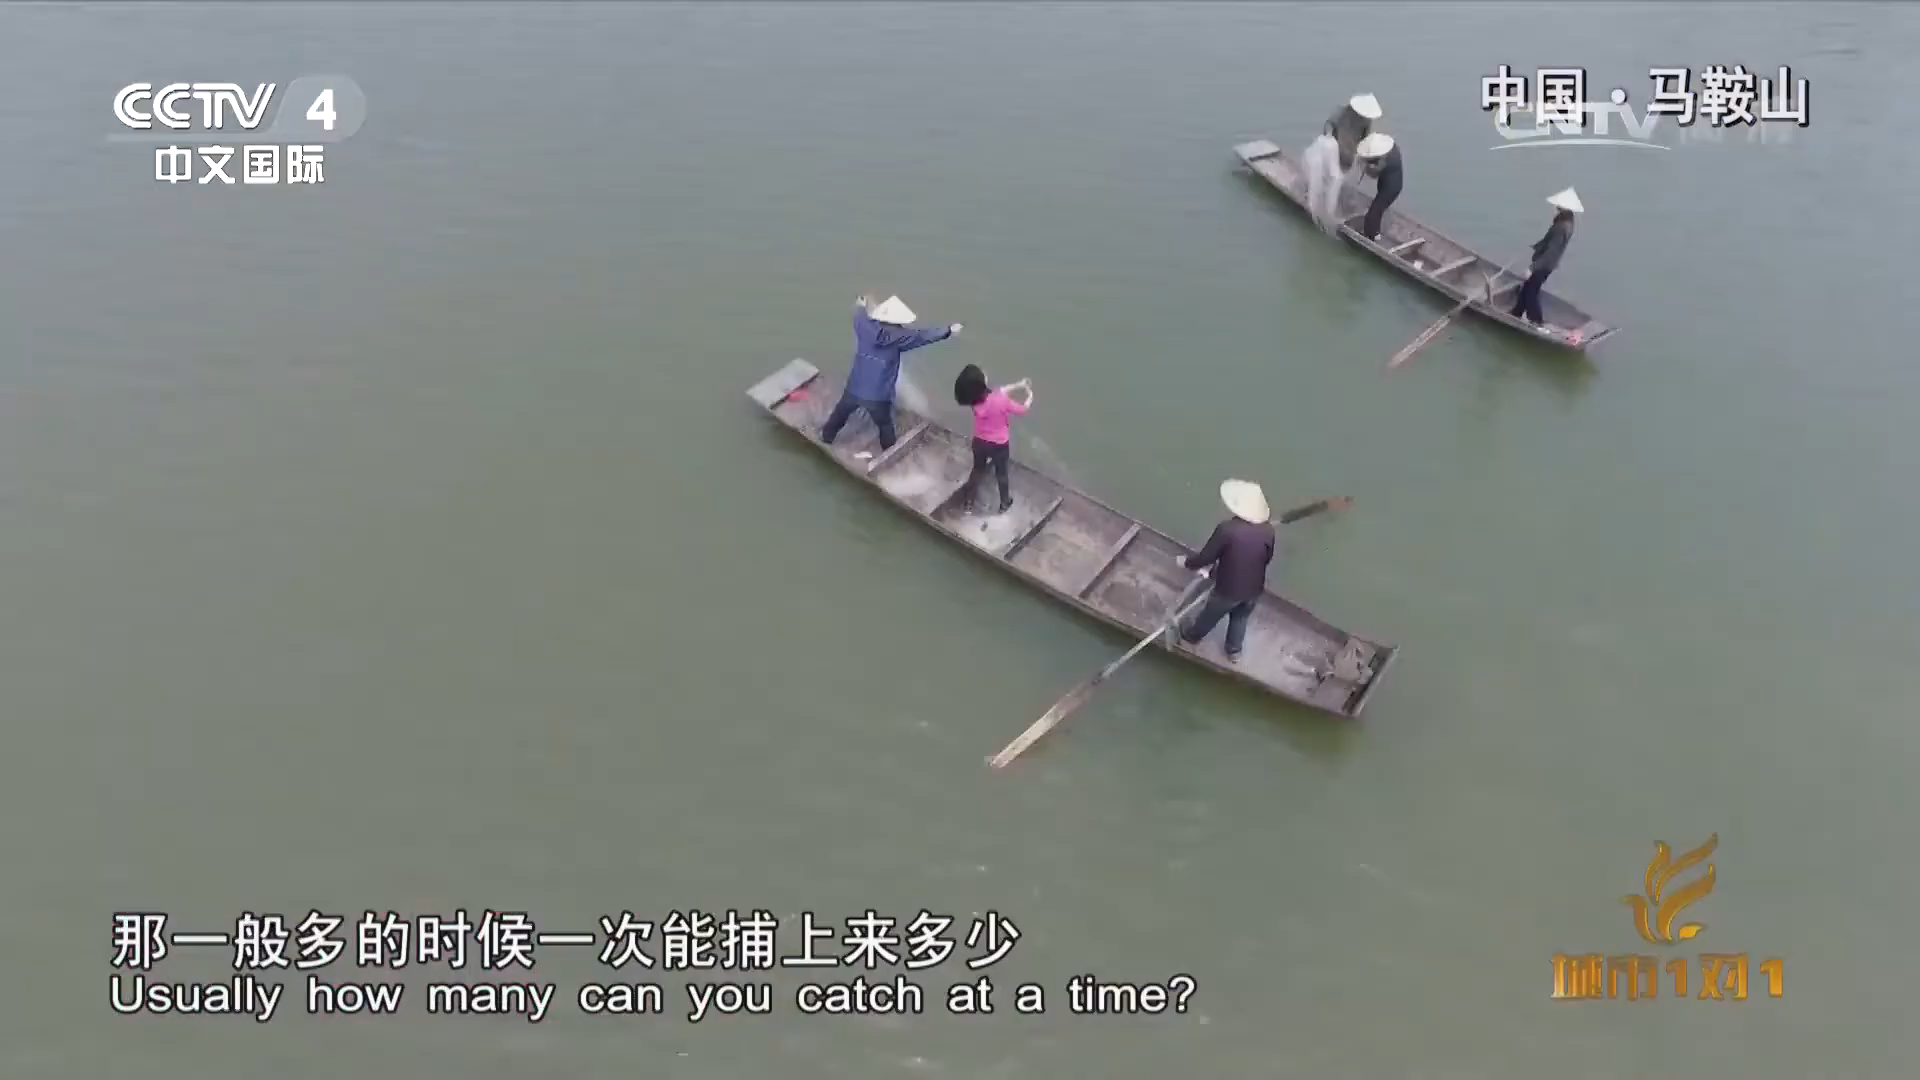 CCTV 4
中文国际
中国·马鞍山
CNTV
那一般多的时候一次能捕上来多少
Usually how many can you catch at a time?
城市1对1